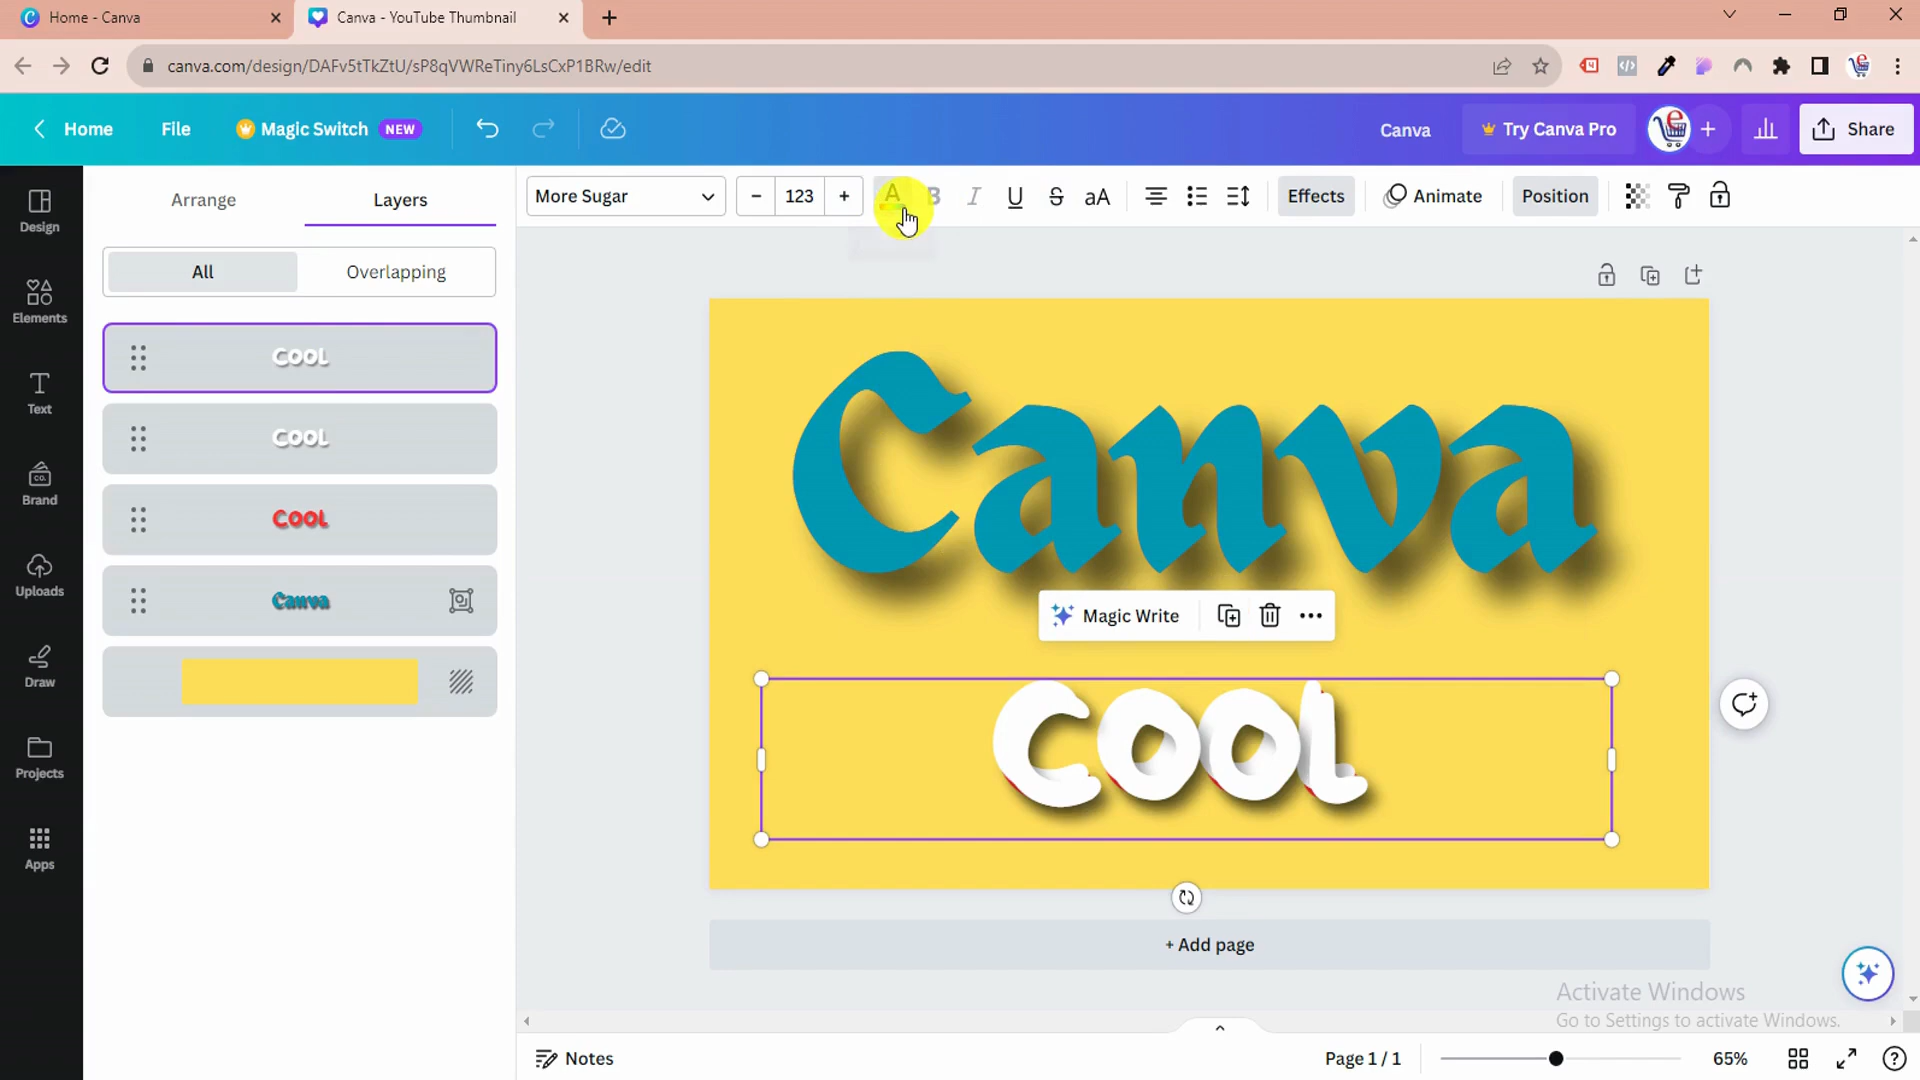 Home - Canva
Canva - YouTube Thumbnail
canva.com/design/DAFv5tTkZtU/sP8qVWReTiny6LsCxP1BRw/edit
Home
File
Magic Switch NEW
Canva
Try Canva Pro
Share
Design
Elements
Text
Brand
Uploads
Draw
Projects
Apps
Arrange
Layers
All
Overlapping
COOL
COOL
COOL
Canva
More Sugar
- 123 +
A B I U S aA
Effects
Animate
Position
Canva
Magic Write
COOL
+ Add page
Activate Windows
Go to Settings to activate Windows.
Notes
Page 1 / 1
65%